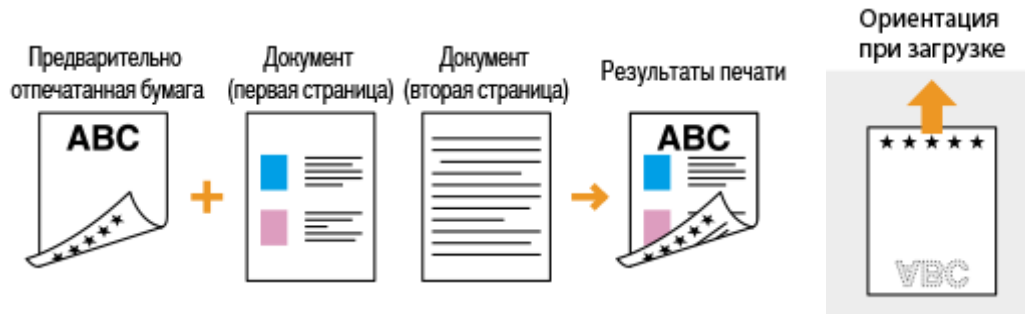 Предварительно
отпечатанная бумага
ABC
Документ
(первая страница)
Документ
(вторая страница)
Результаты печати
ABC
Ориентация
при загрузке
ABC